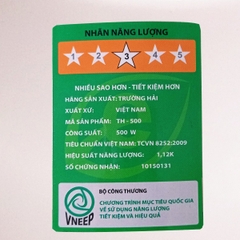 NHÃN NĂNG LƯỢNG
1 2 3 4 5
NHIỀU SAO HƠN - TIẾT KIỆM HƠN
HÃNG SẢN XUẤT: TRƯỜNG HẢI
XUẤT XỨ: VIỆT NAM
MÃ SẢN PHẨM: TH - 500
CÔNG SUẤT: 500 W
TIÊU CHUẨN VIỆT NAM: TCVN 8252:2009
HIỆU SUẤT NĂNG LƯỢNG: 1,12K
SỐ CHỨNG NHẬN: 10150131
BỘ CÔNG THƯƠNG
CHƯƠNG TRÌNH MỤC TIÊU QUỐC GIA
VỀ SỬ DỤNG NĂNG LƯỢNG
TIẾT KIỆM VÀ HIỆU QUẢ
VNEEP